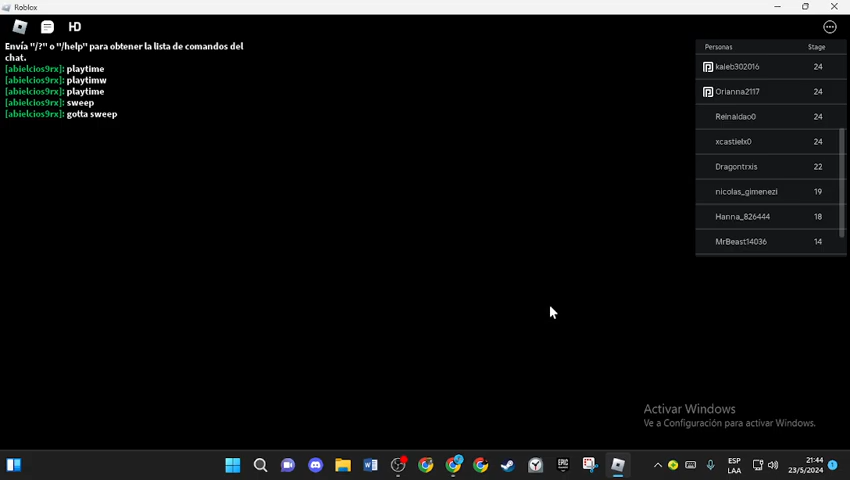 Roblox
HD
Envía "/?" o "/help" para obtener la lista de comandos del
chat.
[abielcios9rx]: playtime
[abielcios9rx]: playtimw
[abielcios9rx]: playtime
[abielcios9rx]: sweep
[abielcios9rx]: gotta sweep
Personas Stage
kaleb302016 24
Orianna2117 24
Reinaldao0 24
xcastielx0 24
Dragontrxis 22
nicolas_gimenezi 19
Hanna_826444 18
MrBeast14036 14
Activar Windows
Ve a Configuración para activar Windows.
ESP
LAA
21:44
23/5/2024